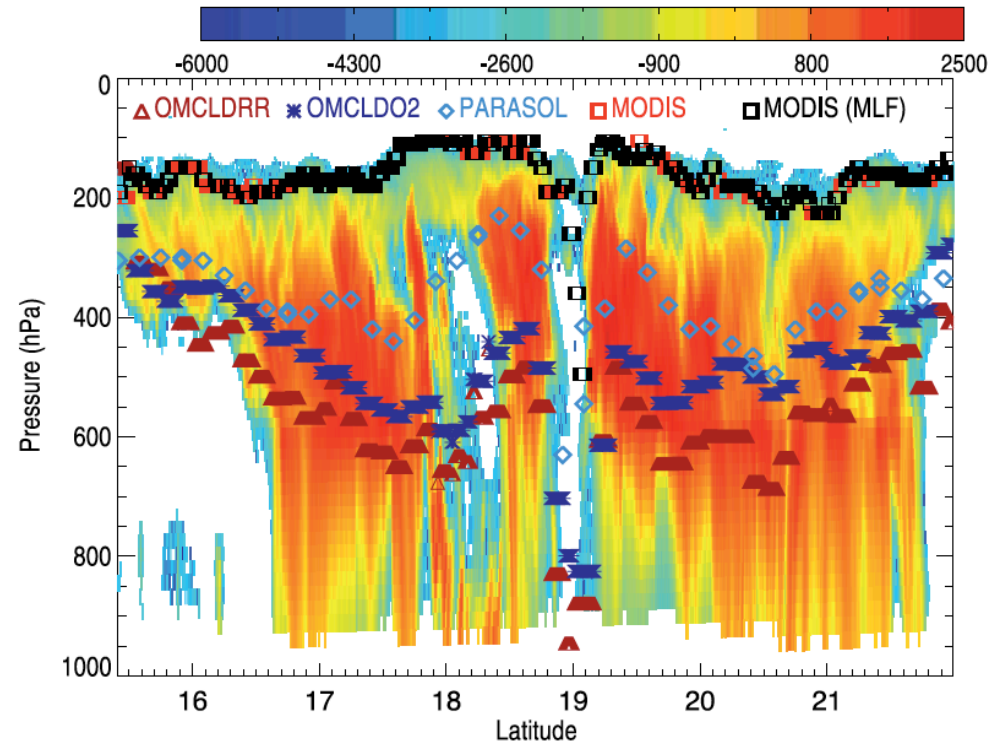 -6000 -4300 -2600 -900 800 2500
0
OMCLDRR OMCLDO2 PARASOL MODIS MODIS (MLF)
200
400
600
800
1000
Pressure (hPa)
16 17 18 19 20 21
Latitude